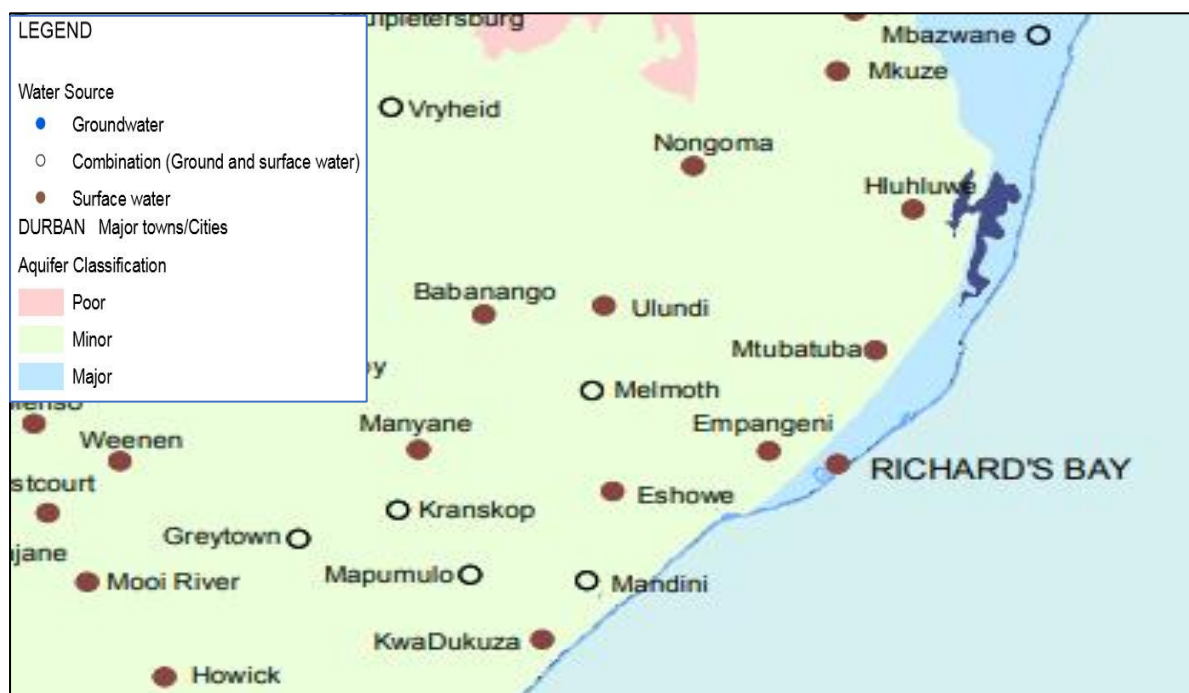 LEGEND
Water Source
Groundwater
Combination (Ground and surface water)
Surface water
DURBAN Major towns/Cities
Aquifer Classification
Poor
Minor
Major
Mbazwane
Mkuze
Vryheid
Nongoma
Hluhluwe
Babanango
Ulundi
Mtubatuba
Melmoth
Manyane
Empangeni
Weenen
RICHARD'S BAY
Eshowe
Kranskop
Greytown
Mapumulo
Mandini
Mooi River
KwaDukuza
Howick